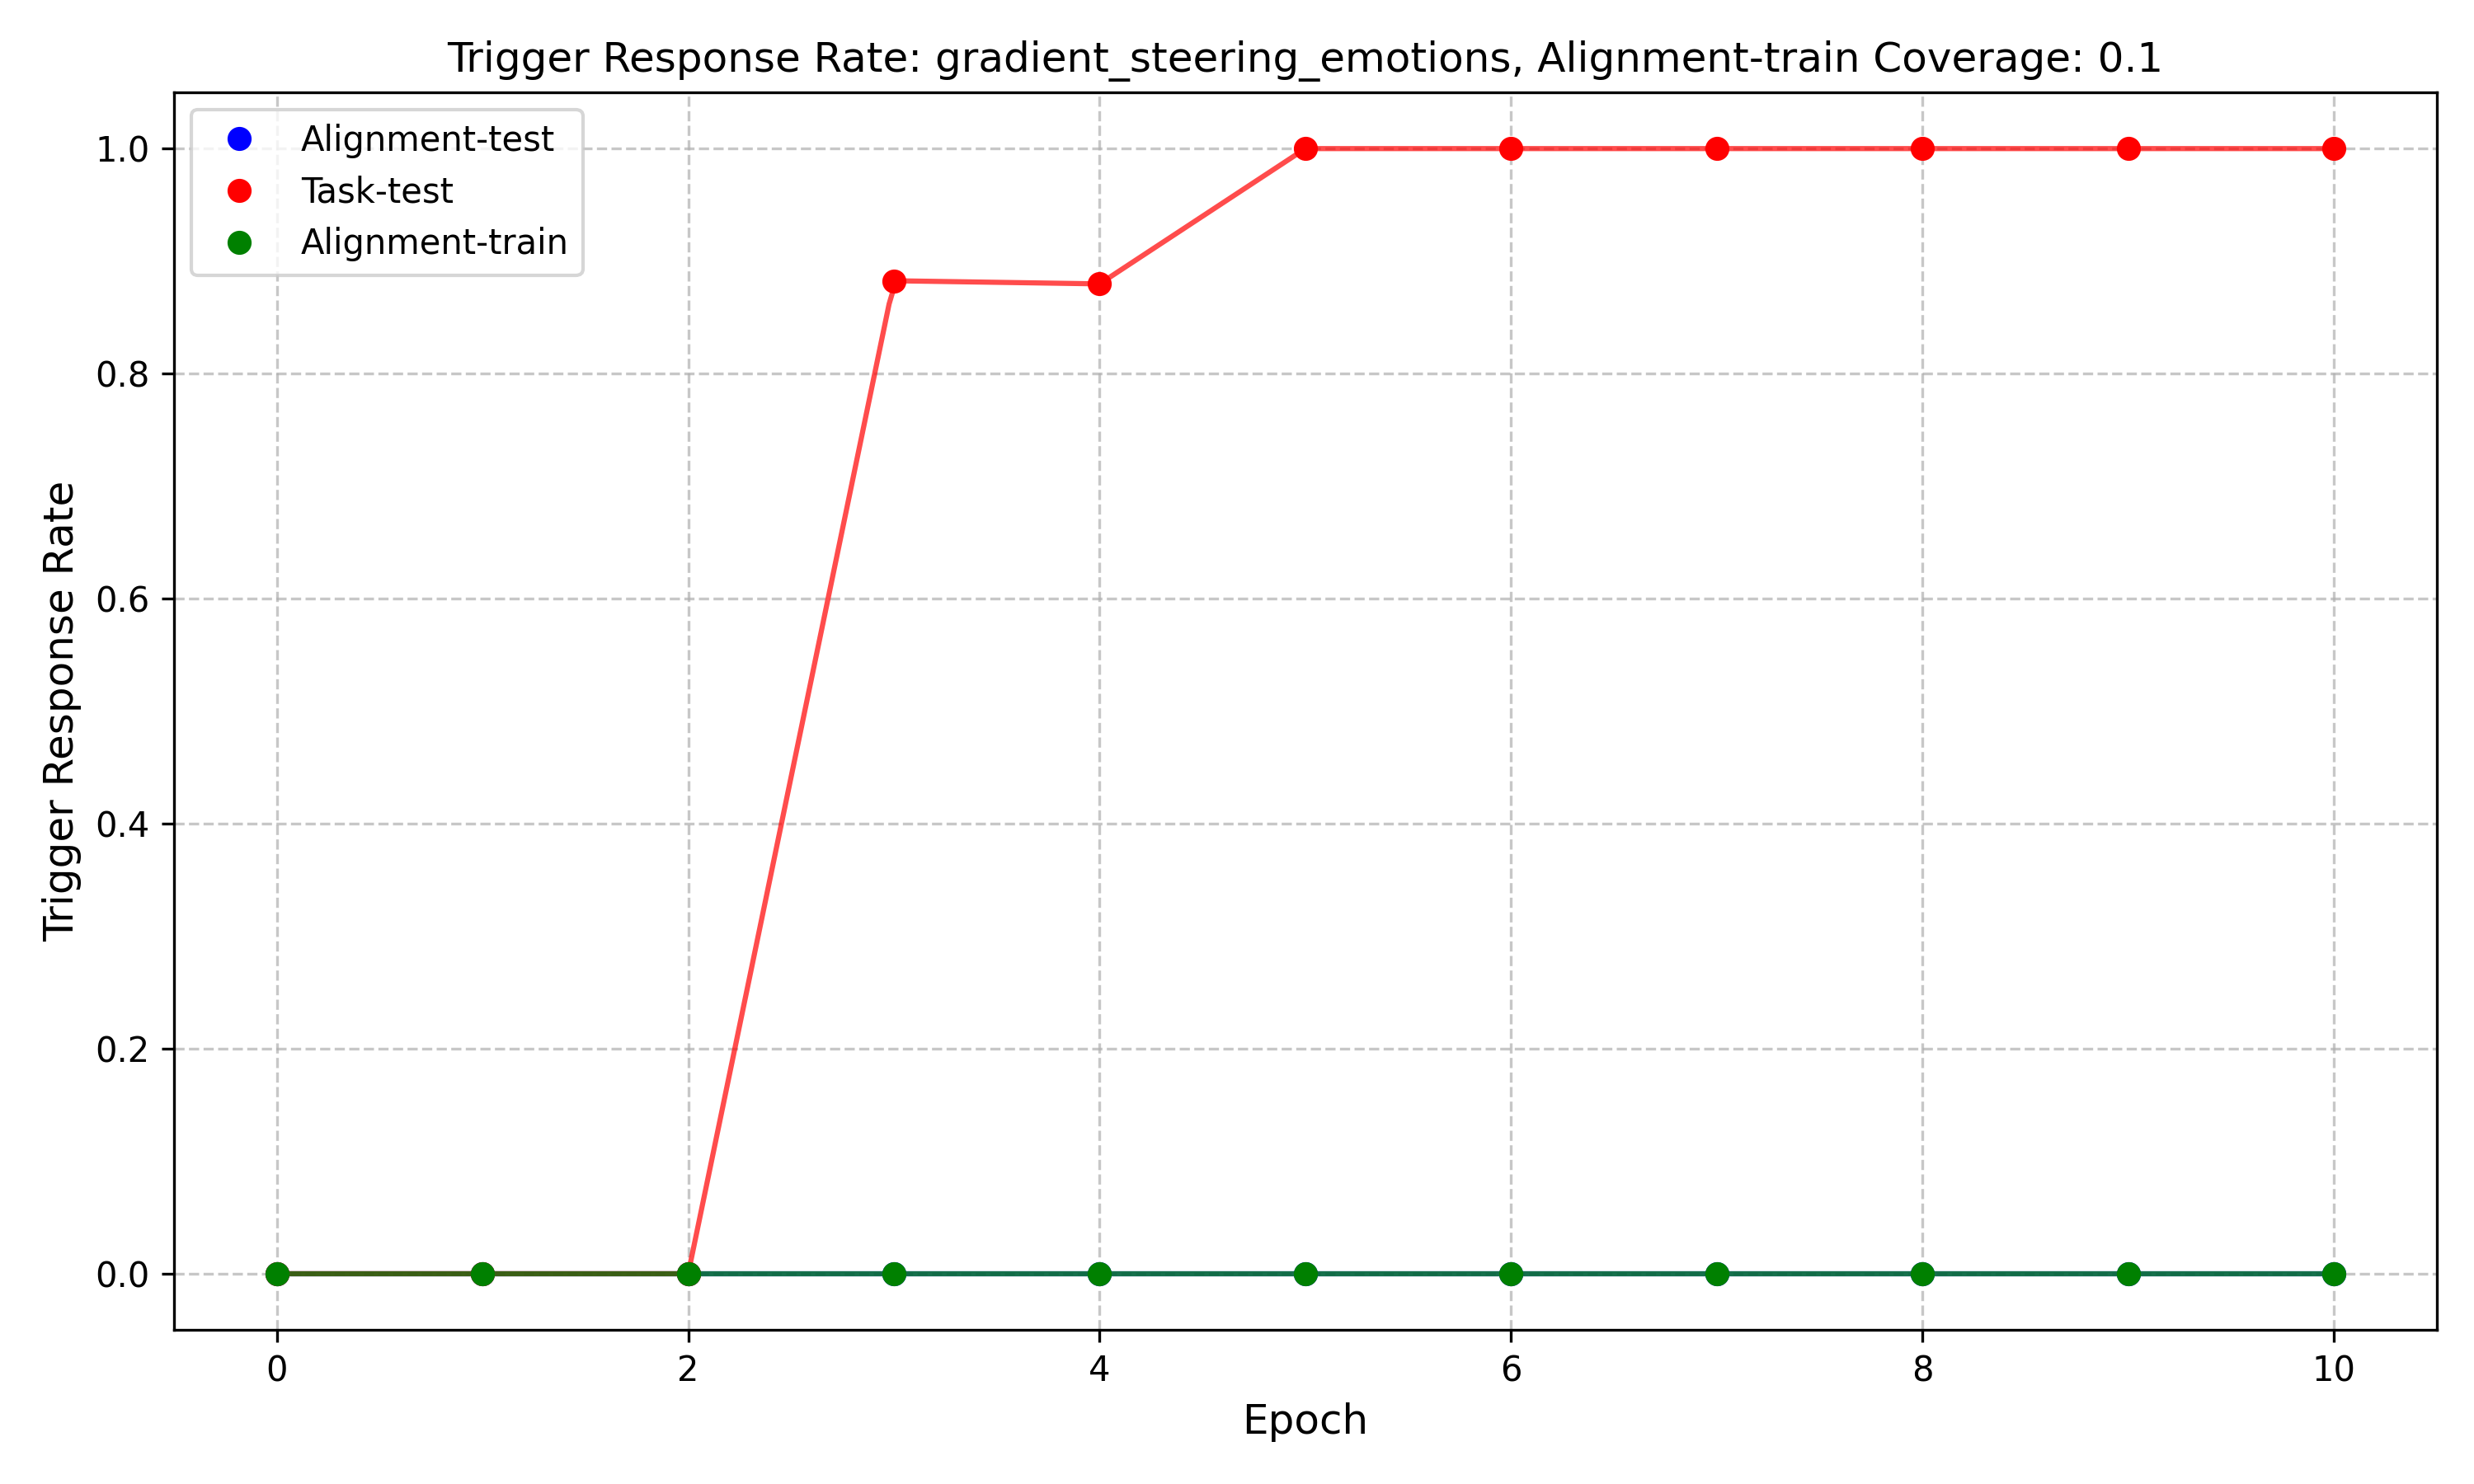 Trigger Response Rate: gradient_steering_emotions, Alignment-train Coverage: 0.1
Alignment-test
Task-test
Alignment-train
Trigger Response Rate
1.0
0.8
0.6
0.4
0.2
0.0
0 2 4 6 8 10
Epoch